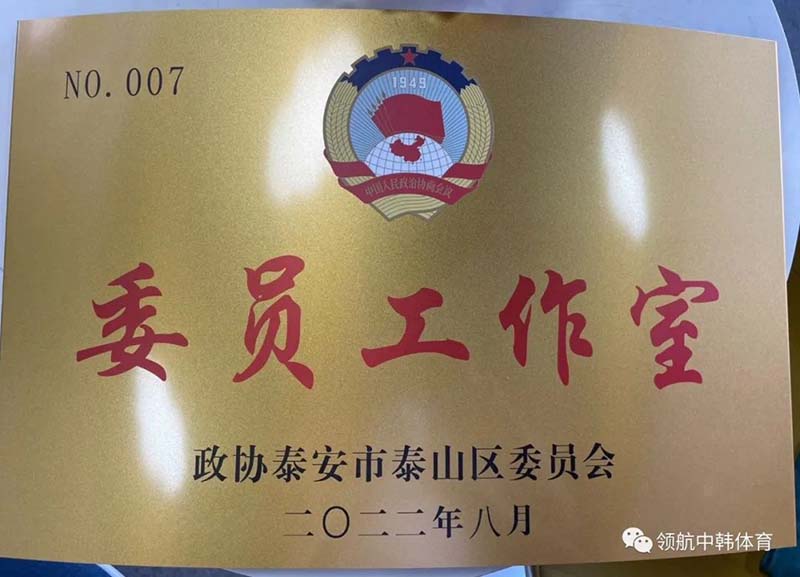 NO. 007
1949
中国人民政治协商会议
委员工作室
政协泰安市泰山区委员会
二〇二二年八月
领航中韩体育